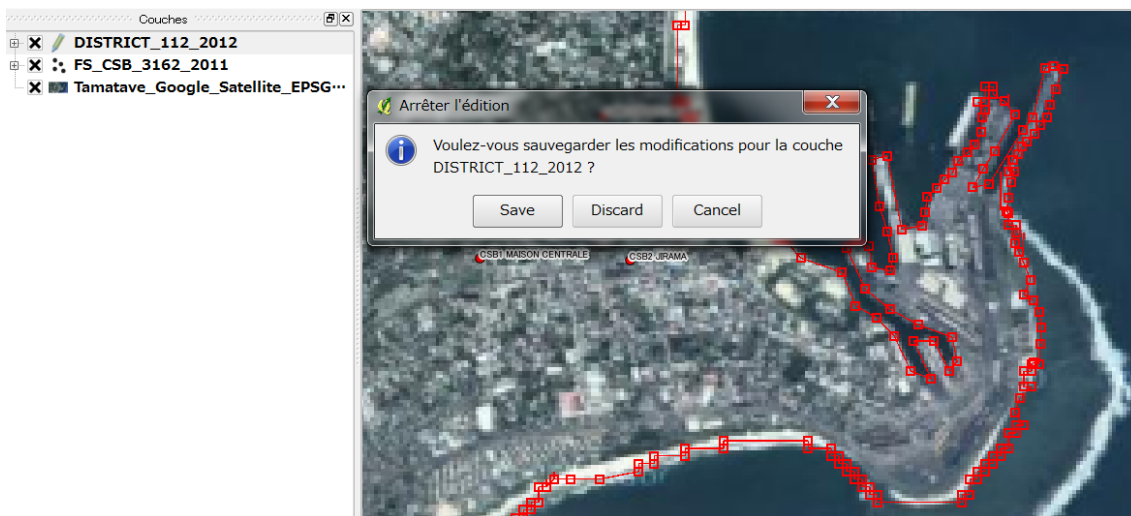 Couches
DISTRICT_112_2012
FS_CSB_3162_2011
Tamatave_Google_Satellite_EPSG...
Arrêter l'édition
Voulez-vous sauvegarder les modifications pour la couche
DISTRICT_112_2012 ?
Save Discard Cancel
CSB1 MAISON CENTRALE CSB2 JIRAMA